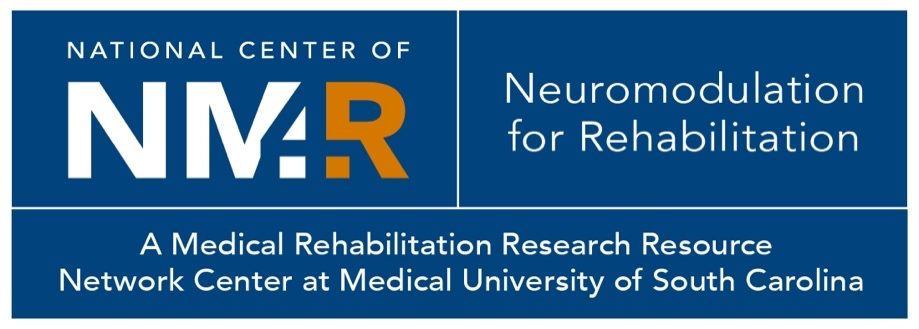 NATIONAL CENTER OF
NM4R
Neuromodulation
for Rehabilitation
A Medical Rehabilitation Research Resource
Network Center at Medical University of South Carolina